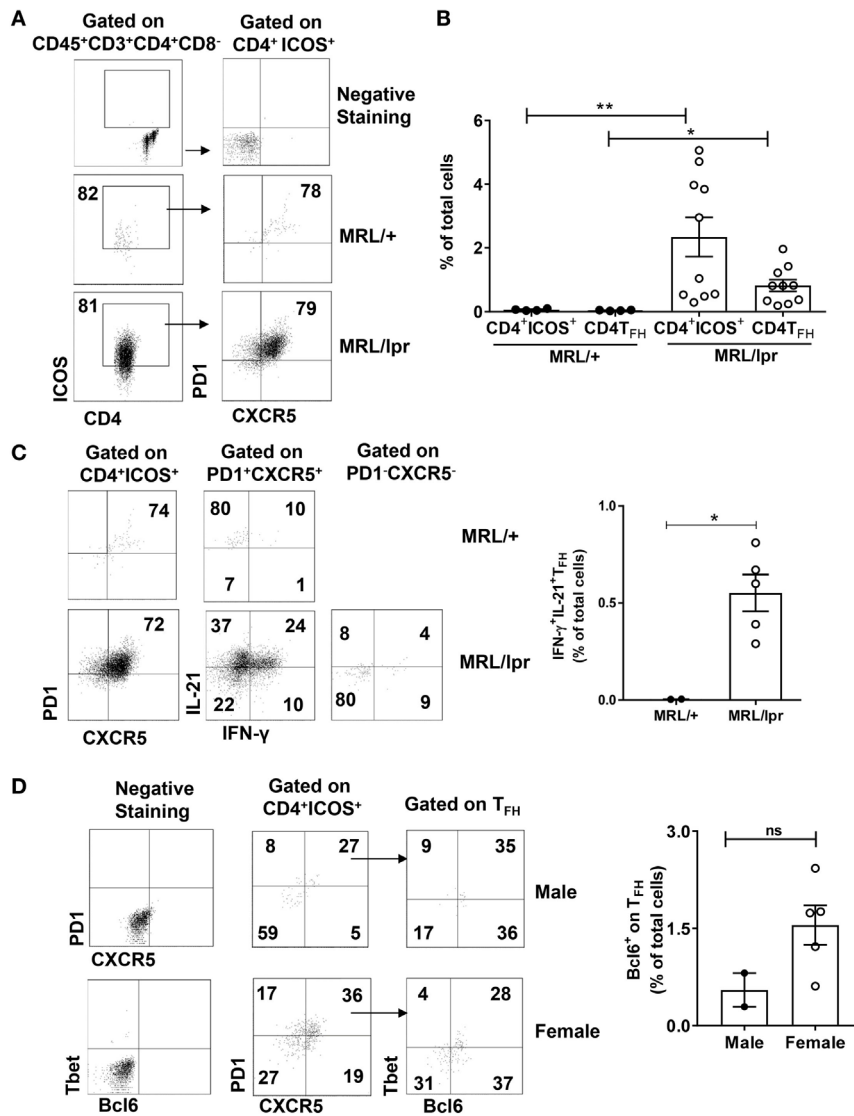 A
Gated on
CD45⁺CD3⁺CD4⁺CD8⁻
Gated on
CD4⁺ ICOS⁺
Negative
Staining
82
78
MRL/+
81
79
MRL/lpr
ICOS
CD4
PD1
CXCR5
B
**
*
% of total cells
6
4
2
0
CD4⁺ICOS⁺ CD4T_FH CD4⁺ICOS⁺ CD4T_FH
MRL/+ MRL/lpr
C
Gated on
CD4⁺ICOS⁺
Gated on
PD1⁺CXCR5⁺
Gated on
PD1⁻CXCR5⁻
74
80 10
7 1
MRL/+
72
37 24
22 10
8 4
80 9
MRL/lpr
PD1
CXCR5
IL-21
IFN-γ
*
IFN-γ⁺IL-21⁺T_FH
(% of total cells)
1.0
0.5
0.0
MRL/+ MRL/lpr
D
Negative
Staining
Gated on
CD4⁺ICOS⁺
Gated on T_FH
PD1
CXCR5
8 27
59 5
9 35
17 36
Male
Tbet
Bcl6
17 36
27 19
PD1
CXCR5
4 28
31 37
Tbet
Bcl6
Female
ns
Bcl6⁺ on T_FH
(% of total cells)
3.0
1.5
0.0
Male Female